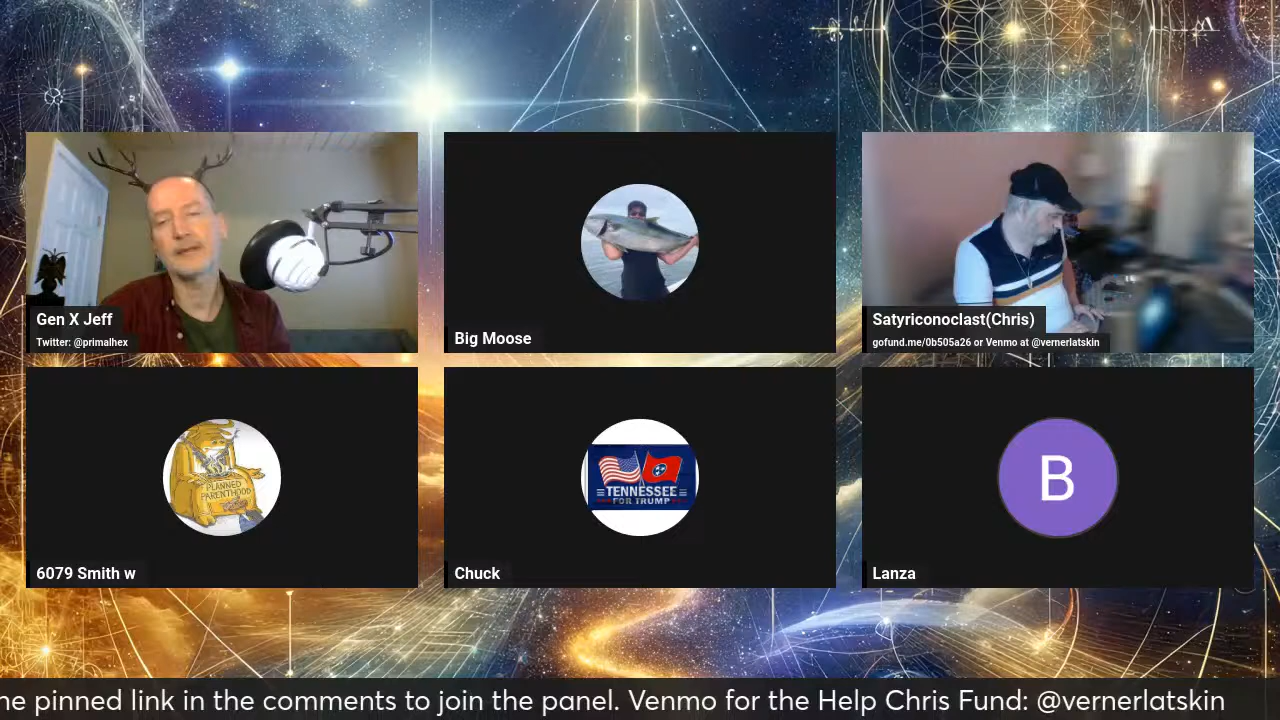 Gen X Jeff
Twitter: @primalhex
Big Moose
Satyriconoclast(Chris)
gofund.me/0b505a26 or Venmo at @vernerlatskin
PLANNED
PARENTHOOD
6079 Smith w
TENNESSEE
FOR TRUMP
Chuck
B
Lanza
he pinned link in the comments to join the panel. Venmo for the Help Chris Fund: @vernerlatskin